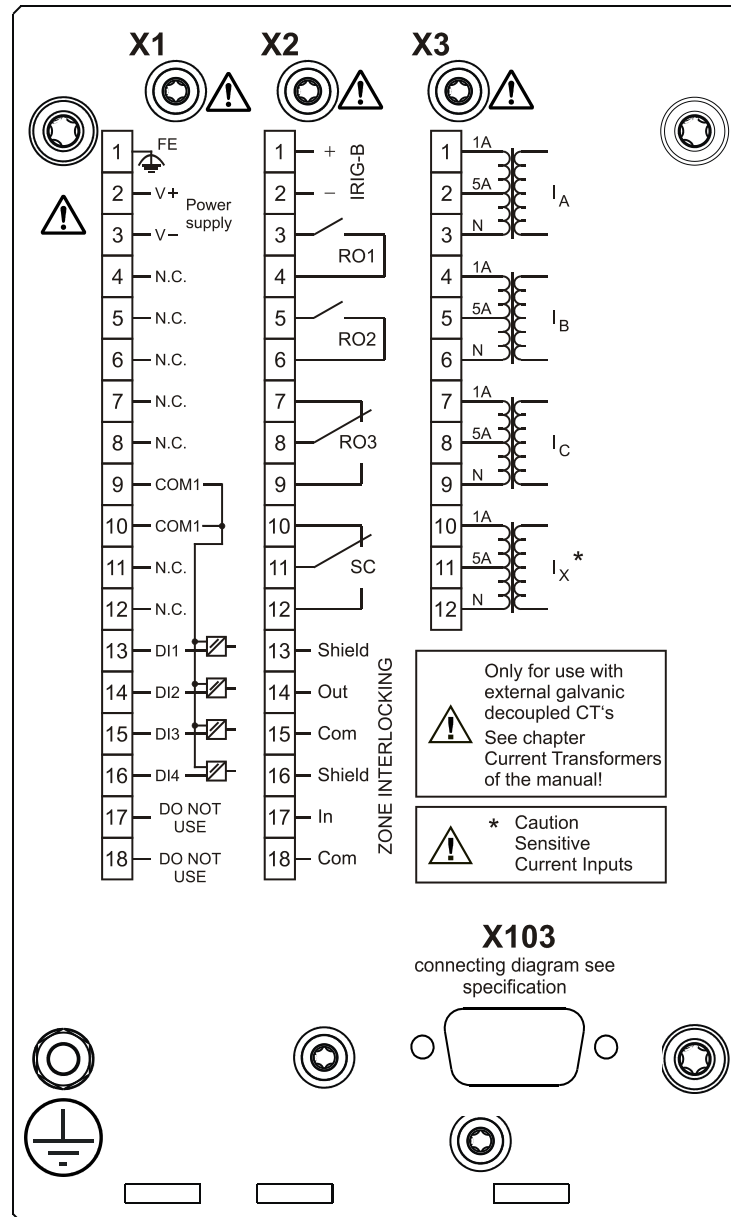 X1
X2
X3
1 FE
2 V+
Power
supply
3 V–
4 N.C.
5 N.C.
6 N.C.
7 N.C.
8 N.C.
9 COM1
10 COM1
11 N.C.
12 N.C.
13 DI1
14 DI2
15 DI3
16 DI4
17 DO NOT
USE
18 DO NOT
USE
1 +
2 –
IRIG-B
3
RO1
4
5
RO2
6
7
8 RO3
9
10
11 SC
12
13 Shield
14 Out
15 Com
16 Shield
17 In
18 Com
ZONE INTERLOCKING
1 1A
2 5A IA
3 N
4 1A
5 5A IB
6 N
7 1A
8 5A IC
9 N
10 1A
11 5A IX *
12 N
Only for use with
external galvanic
decoupled CT‘s
See chapter
Current Transformers
of the manual!
* Caution
Sensitive
Current Inputs
X103
connecting diagram see
specification